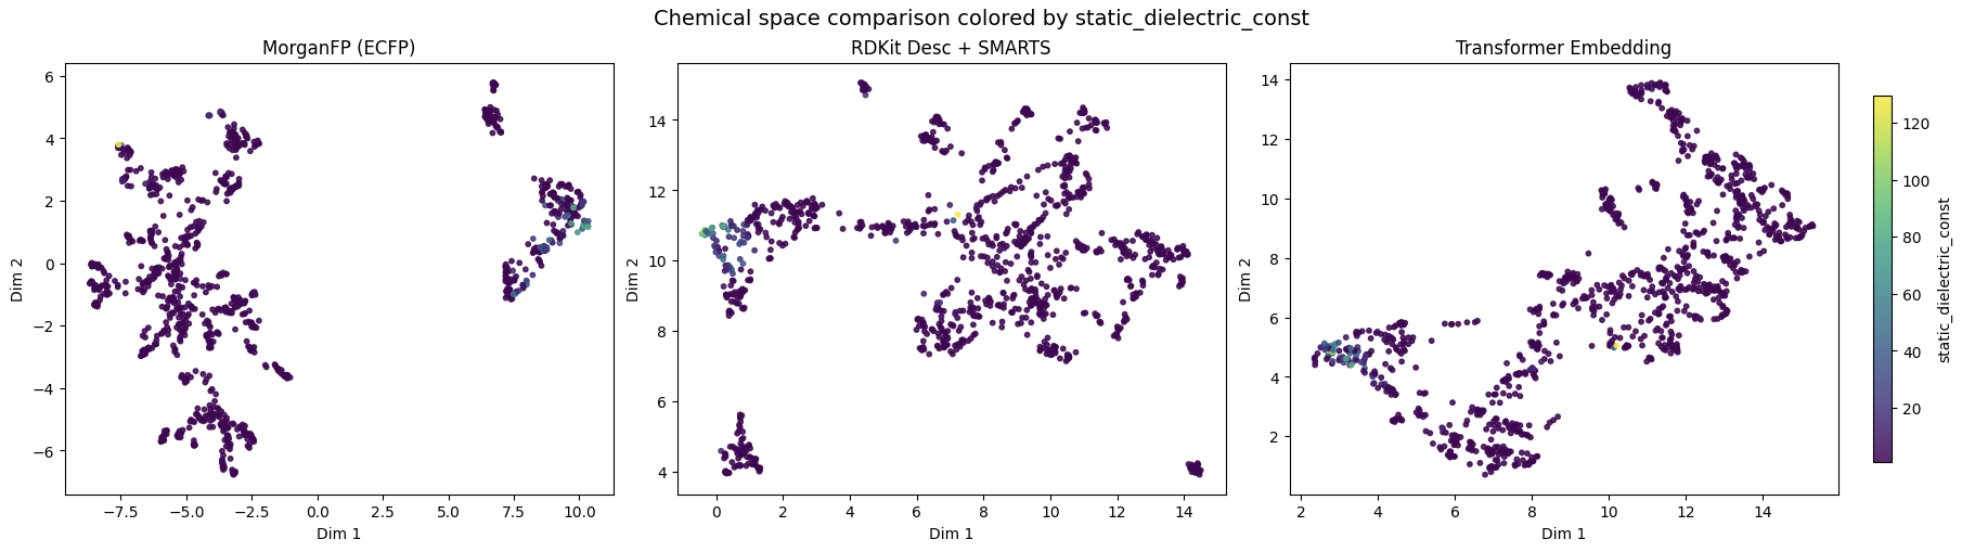 Chemical space comparison colored by static_dielectric_const
MorganFP (ECFP)
6
4
2
0
−2
−4
−6
Dim 2
−7.5 −5.0 −2.5 0.0 2.5 5.0 7.5 10.0
Dim 1
RDKit Desc + SMARTS
14
12
10
8
6
4
Dim 2
0 2 4 6 8 10 12 14
Dim 1
Transformer Embedding
14
12
10
8
6
4
2
Dim 2
2 4 6 8 10 12 14
Dim 1
120
100
80
60
40
20
static_dielectric_const